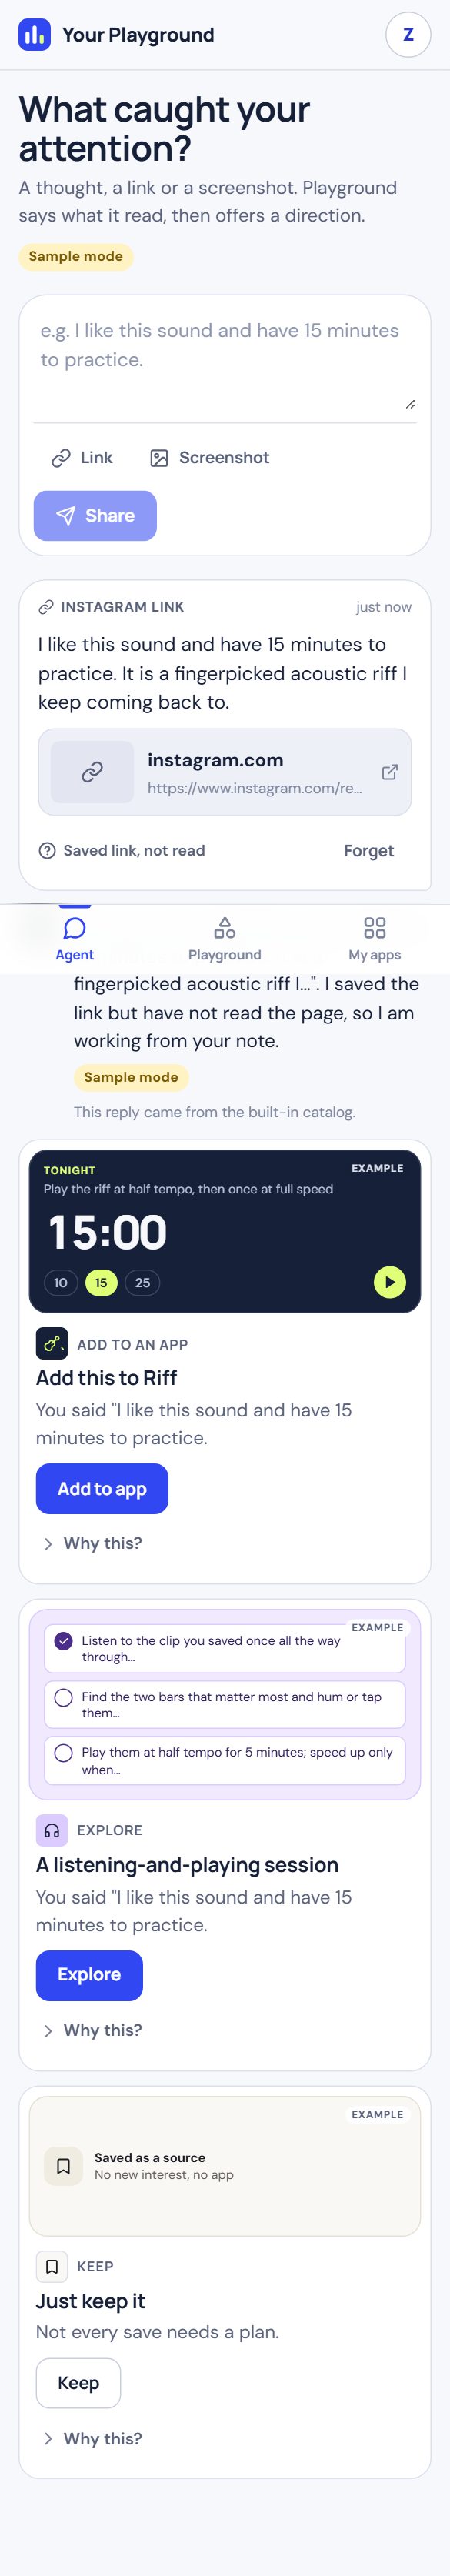 Your Playground
Z
What caught your
attention?
A thought, a link or a screenshot. Playground
says what it read, then offers a direction.
Sample mode
e.g. I like this sound and have 15 minutes
to practice.
Link
Screenshot
Share
INSTAGRAM LINK
just now
I like this sound and have 15 minutes to
practice. It is a fingerpicked acoustic riff I
keep coming back to.
instagram.com
https://www.instagram.com/re...
Saved link, not read
Forget
Agent
Playground
My apps
fingerpicked acoustic riff I...". I saved the
link but have not read the page, so I am
working from your note.
Sample mode
This reply came from the built-in catalog.
TONIGHT
EXAMPLE
Play the riff at half tempo, then once at full speed
15:00
10
15
25
ADD TO AN APP
Add this to Riff
You said "I like this sound and have 15
minutes to practice.
Add to app
Why this?
EXAMPLE
Listen to the clip you saved once all the way
through...
Find the two bars that matter most and hum or tap
them...
Play them at half tempo for 5 minutes; speed up only
when...
EXPLORE
A listening-and-playing session
You said "I like this sound and have 15
minutes to practice.
Explore
Why this?
EXAMPLE
Saved as a source
No new interest, no app
KEEP
Just keep it
Not every save needs a plan.
Keep
Why this?